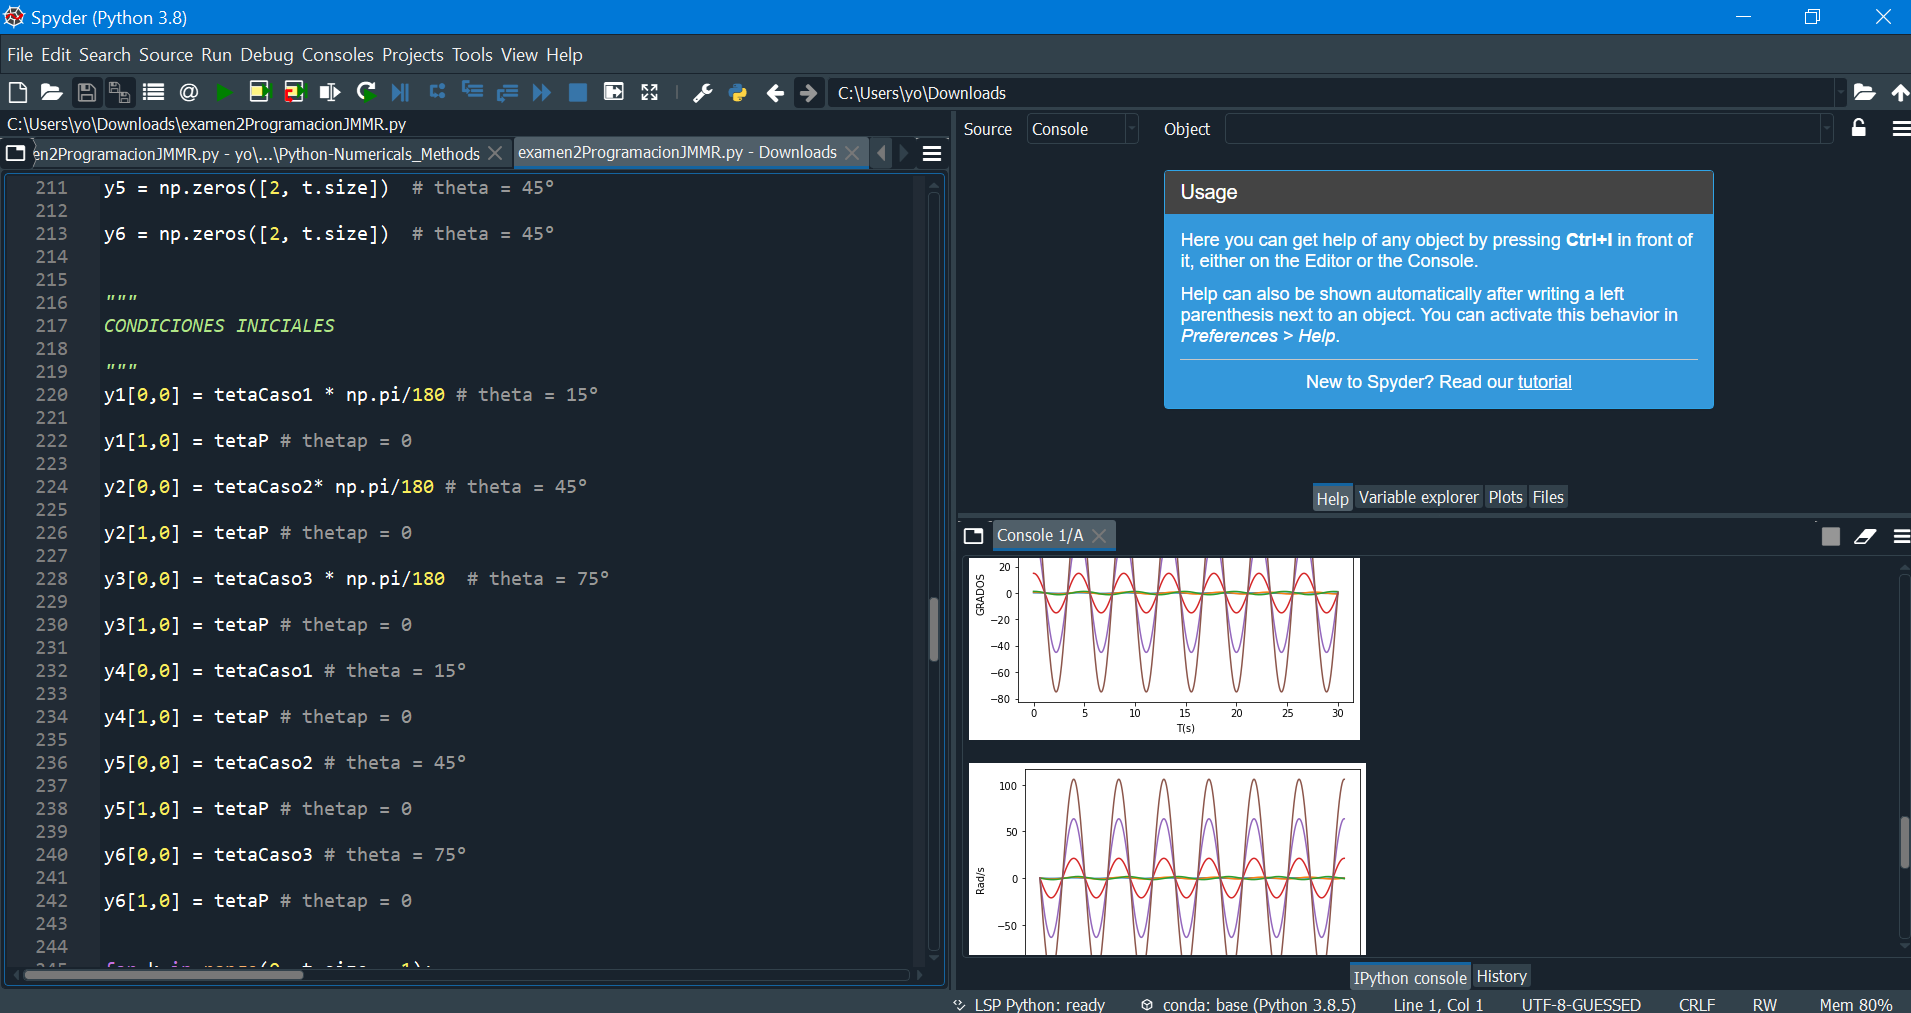 Spyder (Python 3.8)
File Edit Search Source Run Debug Consoles Projects Tools View Help
C:\Users\yo\Downloads
C:\Users\yo\Downloads\examen2ProgramacionJMMR.py
en2ProgramacionJMMR.py - yo\...\Python-Numericals_Methods
examen2ProgramacionJMMR.py - Downloads
211 y5 = np.zeros([2, t.size])  # theta = 45°
212
213 y6 = np.zeros([2, t.size])  # theta = 45°
214
215
216 """
217 CONDICIONES INICIALES
218
219 """
220 y1[0,0] = tetaCaso1 * np.pi/180 # theta = 15°
221
222 y1[1,0] = tetaP # thetap = 0
223
224 y2[0,0] = tetaCaso2* np.pi/180 # theta = 45°
225
226 y2[1,0] = tetaP # thetap = 0
227
228 y3[0,0] = tetaCaso3 * np.pi/180  # theta = 75°
229
230 y3[1,0] = tetaP # thetap = 0
231
232 y4[0,0] = tetaCaso1 # theta = 15°
233
234 y4[1,0] = tetaP # thetap = 0
235
236 y5[0,0] = tetaCaso2 # theta = 45°
237
238 y5[1,0] = tetaP # thetap = 0
239
240 y6[0,0] = tetaCaso3 # theta = 75°
241
242 y6[1,0] = tetaP # thetap = 0
243
244
Source Console Object
Usage
Here you can get help of any object by pressing Ctrl+I in front of
it, either on the Editor or the Console.
Help can also be shown automatically after writing a left
parenthesis next to an object. You can activate this behavior in
Preferences > Help.
New to Spyder? Read our tutorial
Help Variable explorer Plots Files
Console 1/A
20
0
−20
−40
−60
−80
GRADOS
0 5 10 15 20 25 30
T(s)
100
50
0
−50
Rad/s
IPython console History
LSP Python: ready conda: base (Python 3.8.5) Line 1, Col 1 UTF-8-GUESSED CRLF RW Mem 80%